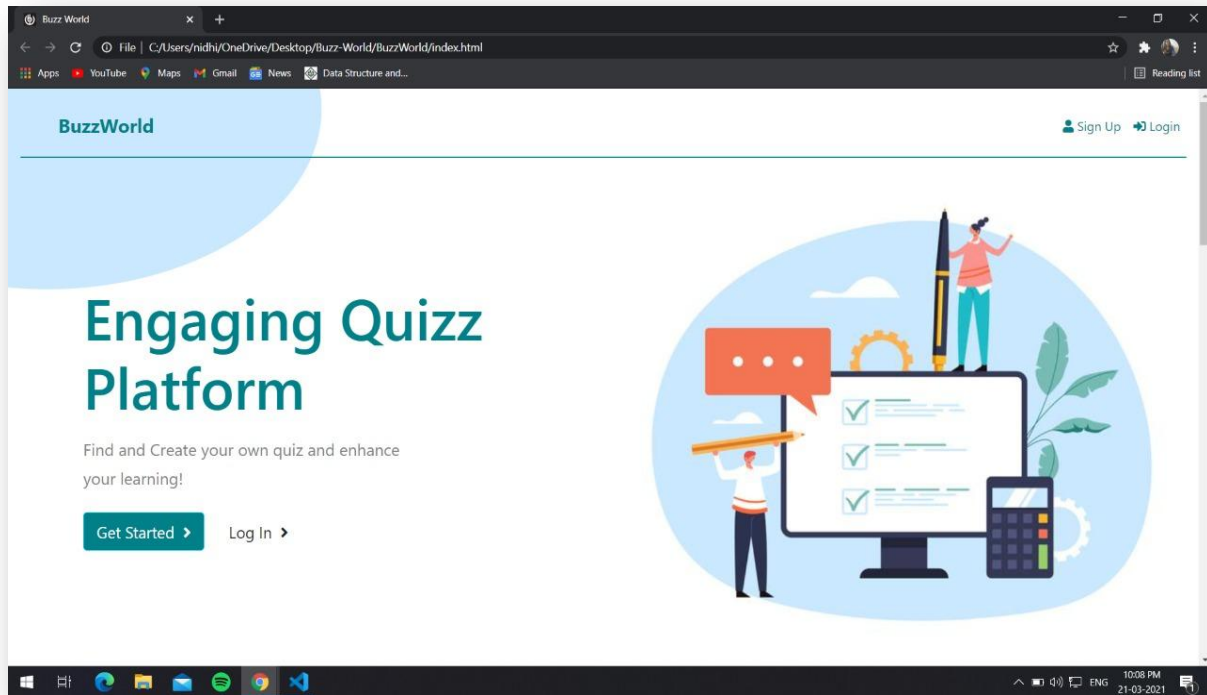 Buzz World
File | C:/Users/nidhi/OneDrive/Desktop/Buzz-World/BuzzWorld/index.html
Apps YouTube Maps Gmail News Data Structure and... Reading list
BuzzWorld Sign Up Login
Engaging Quizz
Platform
Find and Create your own quiz and enhance
your learning!
Get Started Log In
ENG 10:08 PM
21-03-2021